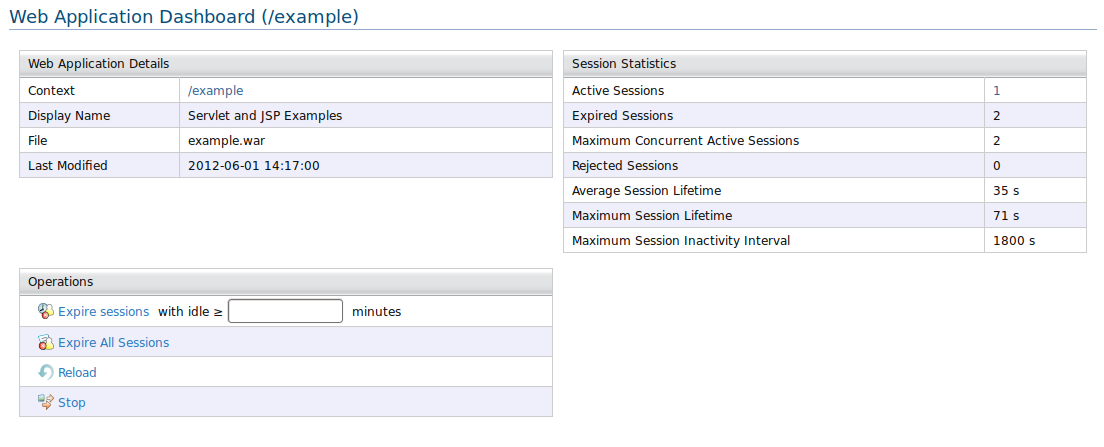 Web Application Dashboard (/example)
Web Application Details
Context /example
Display Name Servlet and JSP Examples
File example.war
Last Modified 2012-06-01 14:17:00
Session Statistics
Active Sessions 1
Expired Sessions 2
Maximum Concurrent Active Sessions 2
Rejected Sessions 0
Average Session Lifetime 35 s
Maximum Session Lifetime 71 s
Maximum Session Inactivity Interval 1800 s
Operations
Expire sessions with idle ≥ minutes
Expire All Sessions
Reload
Stop